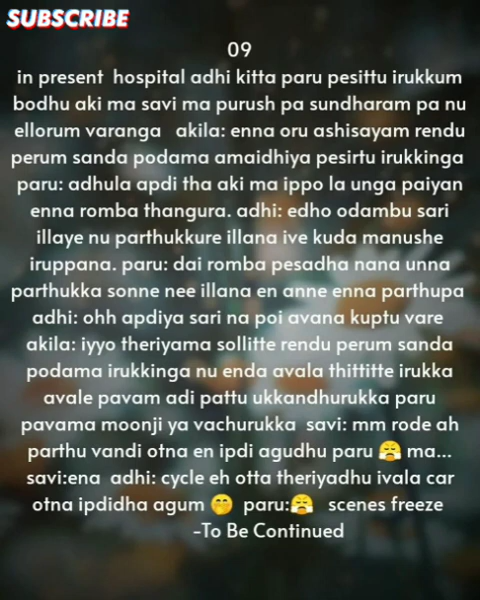 SUBSCRIBE
09
in present hospital adhi kitta paru pesittu irukkum
bodhu aki ma savi ma purush pa sundharam pa nu
ellorum varanga akila: enna oru ashisayam rendu
perum sanda podama amaidhiya pesirtu irukkinga
paru: adhula apdi tha aki ma ippo la unga paiyan
enna romba thangura. adhi: edho odambu sari
illaye nu parthukkure illana ive kuda manushe
iruppana. paru: dai romba pesadha nana unna
parthukka sonne nee illana en anne enna parthupa
adhi: ohh apdiya sari na poi avana kuptu vare
akila: iyyo theriyama sollitte rendu perum sanda
podama irukkinga nu enda avala thittitte irukka
avale pavam adi pattu ukkandhurukka paru
pavama moonji ya vachurukka savi: mm rode ah
parthu vandi otna en ipdi agudhu paru 😤 ma...
savi:ena adhi: cycle eh otta theriyadhu ivala car
otna ipdidha agum 🤭 paru:😤 scenes freeze
-To Be Continued